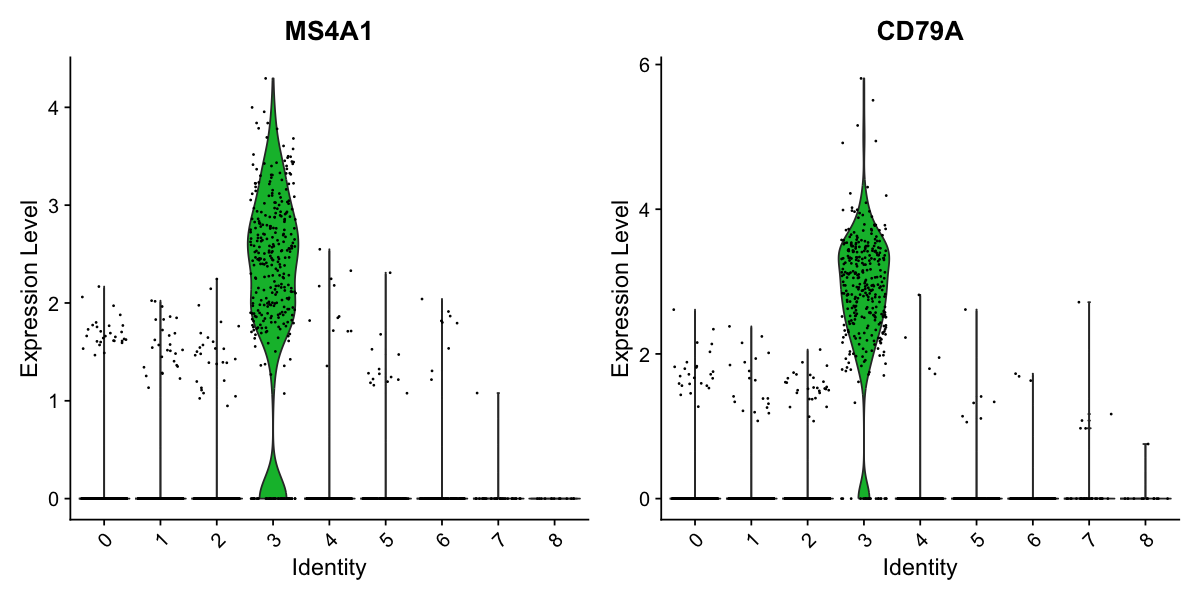 MS4A1
Expression Level
4
3
2
1
0
0 1 2 3 4 5 6 7 8
Identity
CD79A
Expression Level
6
4
2
0
0 1 2 3 4 5 6 7 8
Identity